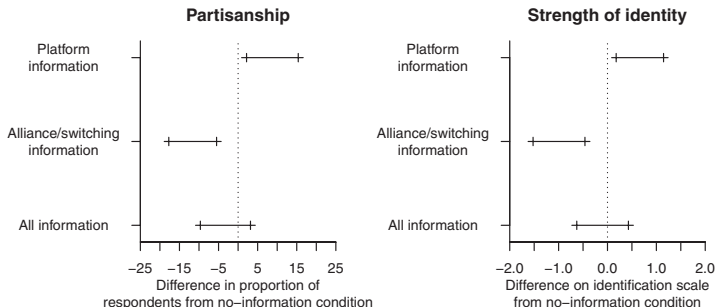 Partisanship
Platform
information
Alliance/switching
information
All information
−25 −15 −5 5 15 25
Difference in proportion of
respondents from no−information condition
Strength of identity
Platform
information
Alliance/switching
information
All information
−2.0 −1.0 0.0 1.0 2.0
Difference on identification scale
from no−information condition